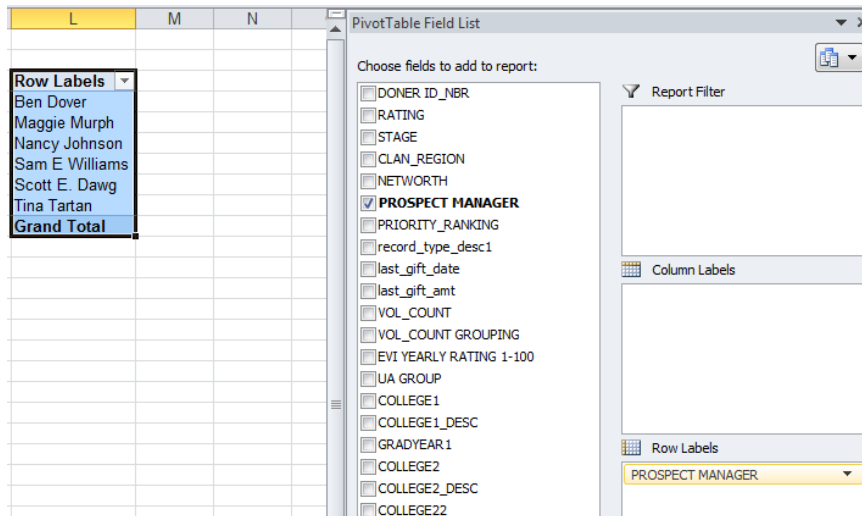 L M N
Row Labels
Ben Dover
Maggie Murph
Nancy Johnson
Sam E Williams
Scott E. Dawg
Tina Tartan
Grand Total
PivotTable Field List
Choose fields to add to report:
DONER ID_NBR
RATING
STAGE
CLAN_REGION
NETWORTH
PROSPECT MANAGER
PRIORITY_RANKING
record_type_desc1
last_gift_date
last_gift_amt
VOL_COUNT
VOL_COUNT GROUPING
EVI YEARLY RATING 1-100
UA GROUP
COLLEGE1
COLLEGE1_DESC
GRADYEAR1
COLLEGE2
COLLEGE2_DESC
COLLEGE22
Report Filter
Column Labels
Row Labels
PROSPECT MANAGER